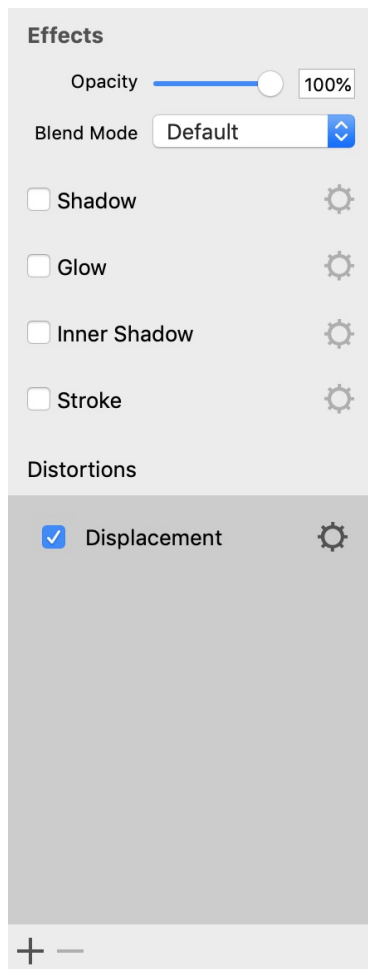 Effects
Opacity 100%
Blend Mode Default
Shadow
Glow
Inner Shadow
Stroke
Distortions
Displacement